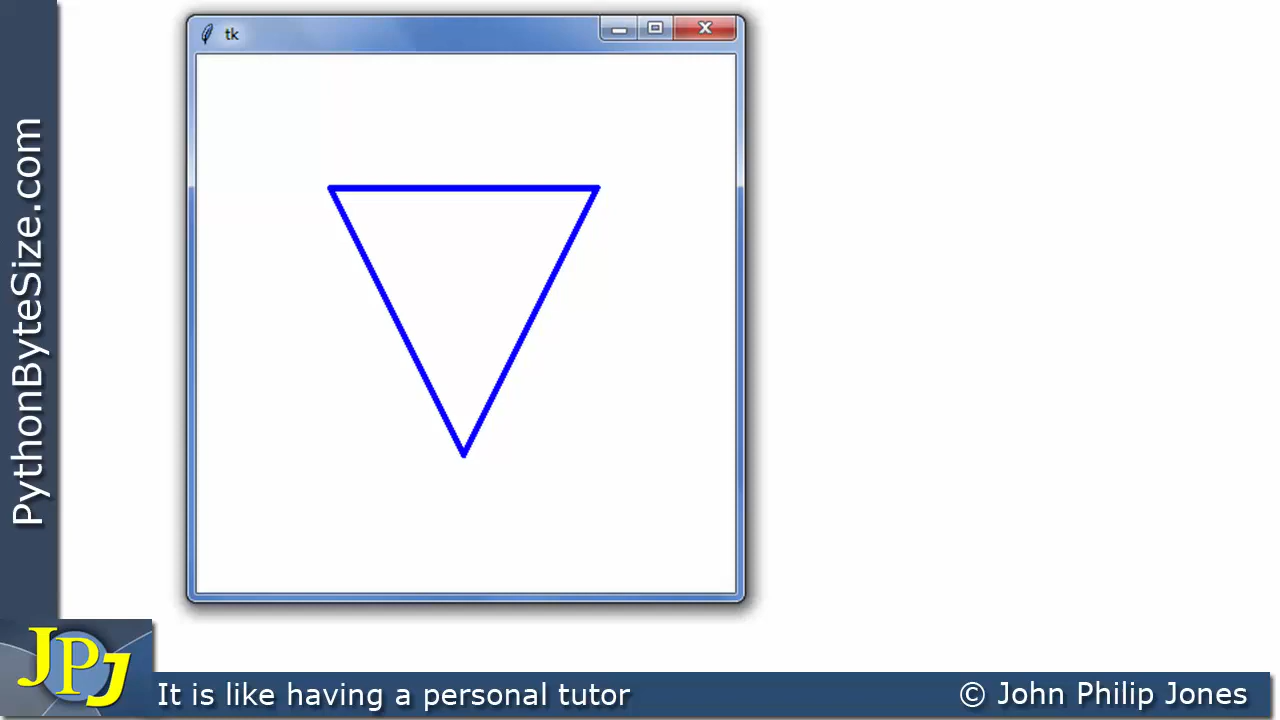 tk
PythonByteSize.com
JPJ
It is like having a personal tutor
© John Philip Jones